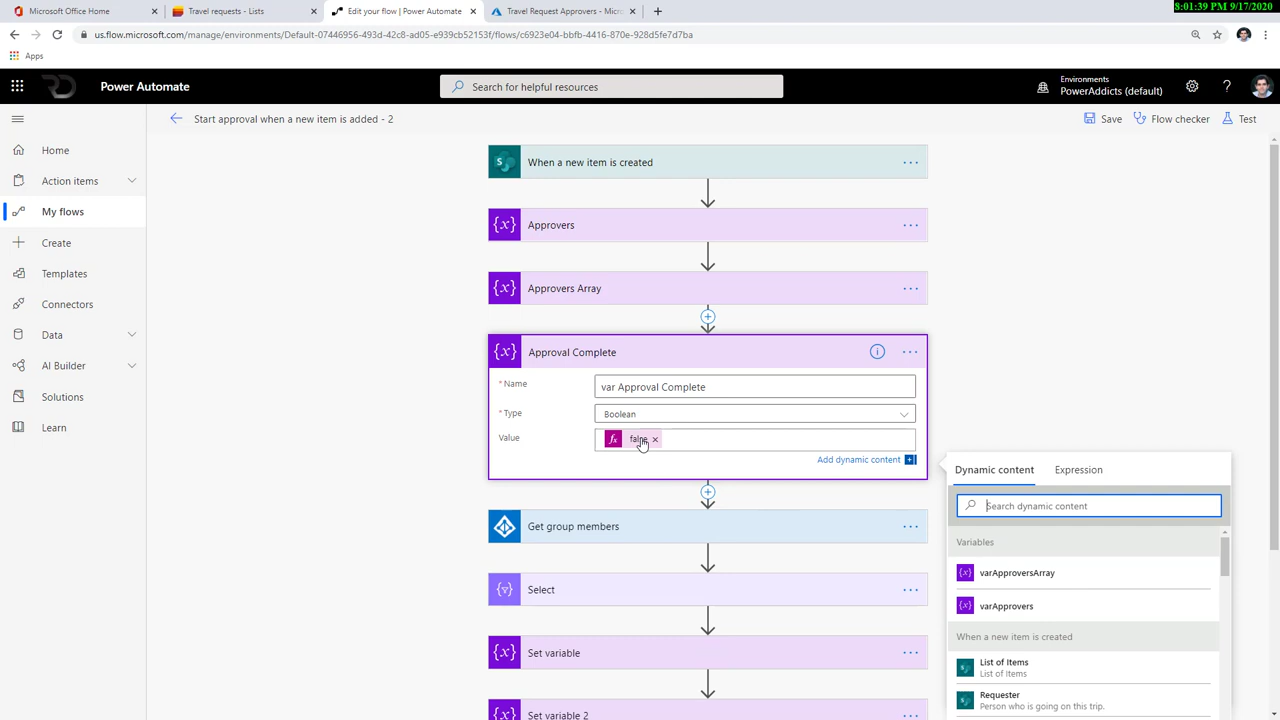 8:01:39 PM 9/17/2020
Microsoft Office Home
Travel requests - Lists
Edit your flow | Power Automate
Travel Request Approvers - Mi...
us.flow.microsoft.com/manage/environments/Default-07446956-493d-42c8-ad05-e939cb52153f/flows/c6923e04-bbfb-4416-870e-928d5fe7d7ba
Apps
Power Automate
Search for helpful resources
Environments
PowerAddicts (default)
Start approval when a new item is added - 2
Save
Flow checker
Test
Home
Action items
My flows
Create
Templates
Connectors
Data
AI Builder
Solutions
Learn
When a new item is created
Approvers
Approvers Array
Approval Complete
* Name
var Approval Complete
* Type
Boolean
Value
fx false
Add dynamic content
Get group members
Select
Set variable
Set variable 2
Dynamic content
Expression
Search dynamic content
Variables
varApproversArray
varApprovers
When a new item is created
List of Items
List of Items
Requester
Person who is going on this trip.